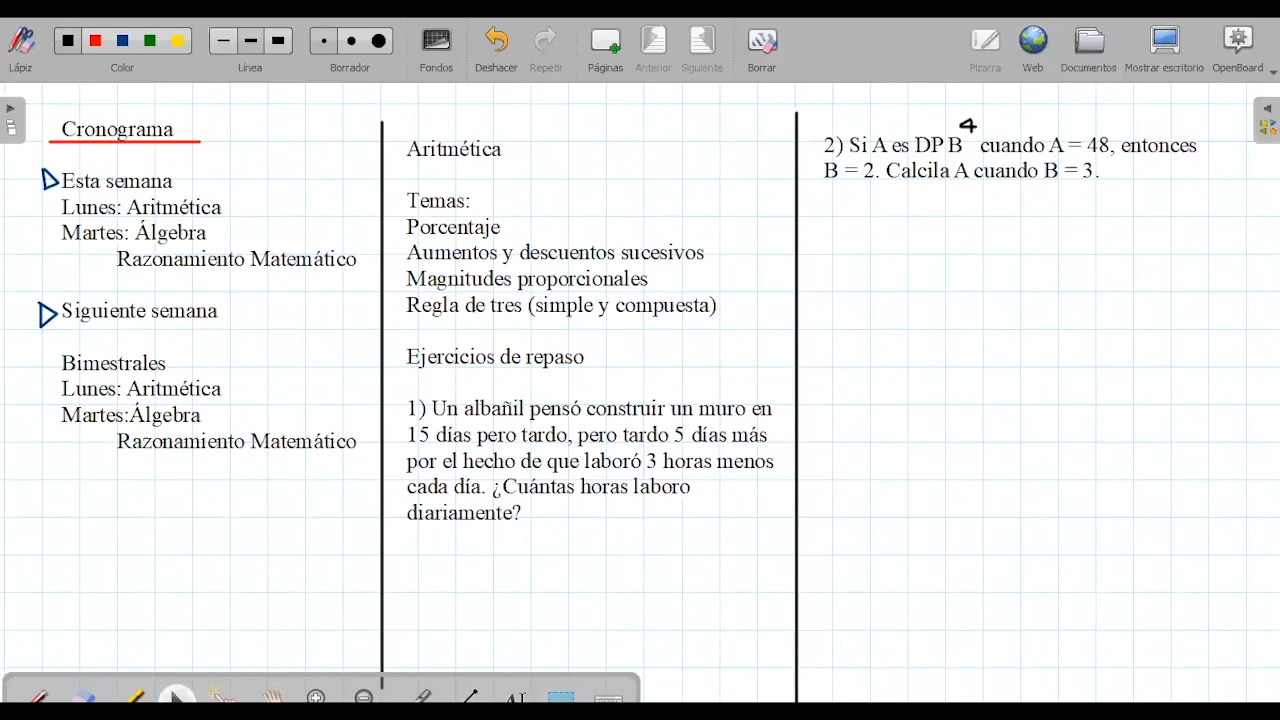 Lápiz
Color
Línea
Borrador
Fondos
Deshacer
Repetir
Páginas
Anterior
Siguiente
Borrar
Pizarra
Web
Documentos
Mostrar escritorio
OpenBoard
Cronograma
Esta semana
Lunes: Aritmética
Martes: Álgebra
Razonamiento Matemático
Siguiente semana
Bimestrales
Lunes: Aritmética
Martes:Álgebra
Razonamiento Matemático
Aritmética
Temas:
Porcentaje
Aumentos y descuentos sucesivos
Magnitudes proporcionales
Regla de tres (simple y compuesta)
Ejercicios de repaso
1) Un albañil pensó construir un muro en
15 días pero tardo, pero tardo 5 días más
por el hecho de que laboró 3 horas menos
cada día. ¿Cuántas horas laboro
diariamente?
2) Si A es DP B⁴ cuando A = 48, entonces
B = 2. Calcila A cuando B = 3.